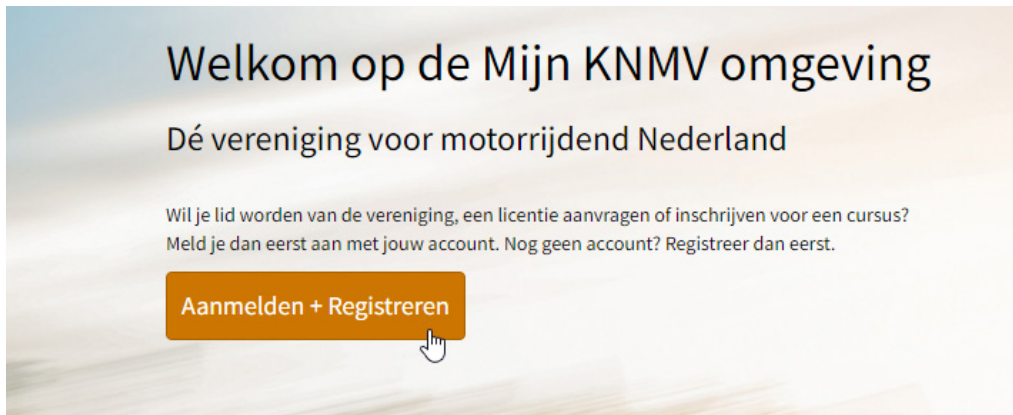 Welkom op de Mijn KNMV omgeving
Dé vereniging voor motorrijdend Nederland
Wil je lid worden van de vereniging, een licentie aanvragen of inschrijven voor een cursus?
Meld je dan eerst aan met jouw account. Nog geen account? Registreer dan eerst.
Aanmelden + Registreren